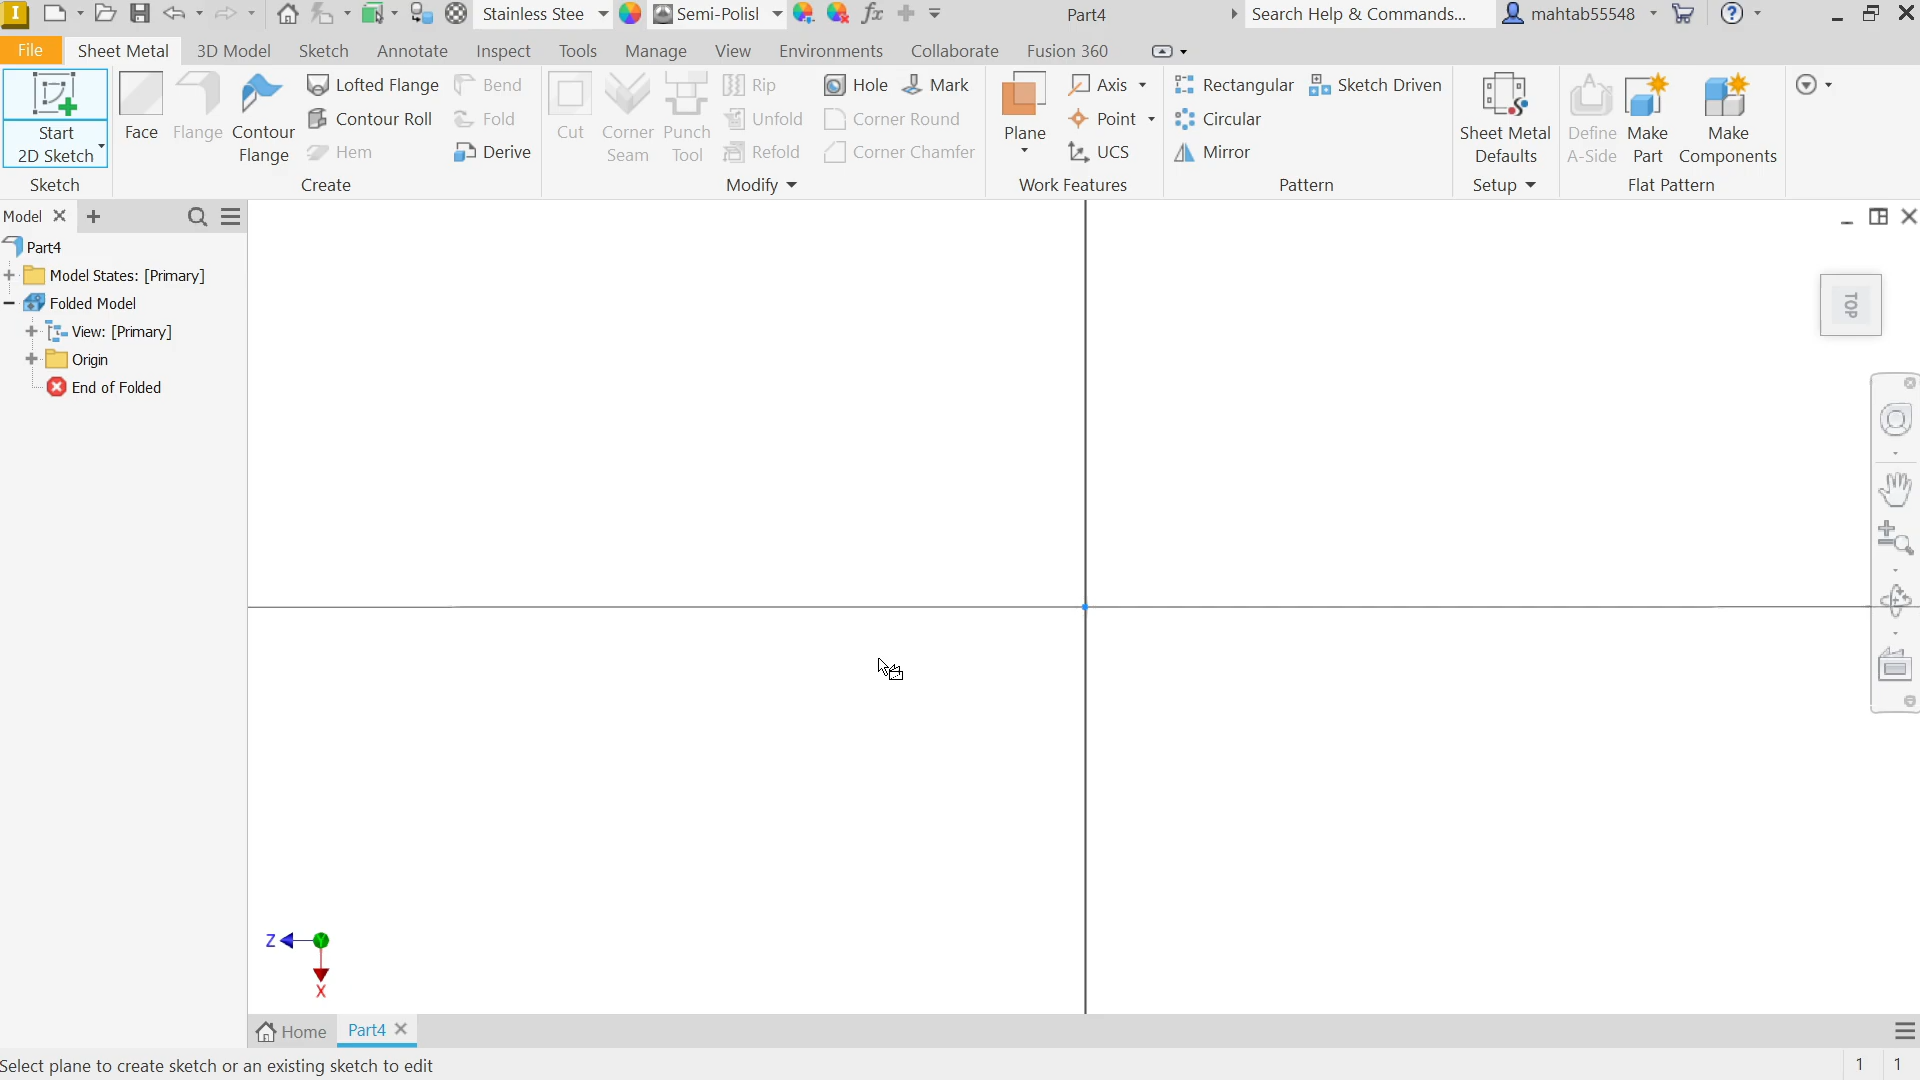 I Stainless Stee Semi-Polisl fx Part4 Search Help & Commands... mahtab55548 ?
File Sheet Metal 3D Model Sketch Annotate Inspect Tools Manage View Environments Collaborate Fusion 360
Start
2D Sketch
Face
Flange
Contour
Flange
Lofted Flange
Contour Roll
Hem
Bend
Fold
Derive
Cut
Corner
Seam
Punch
Tool
Rip
Unfold
Refold
Hole
Mark
Corner Round
Corner Chamfer
Plane
Axis
Point
UCS
Rectangular
Circular
Mirror
Sketch Driven
Sheet Metal
Defaults
Define
A-Side
Make
Part
Make
Components
Sketch Create Modify Work Features Pattern Setup Flat Pattern
Model
Part4
Model States: [Primary]
Folded Model
View: [Primary]
Origin
End of Folded
TOP
Z
Y
X
Home Part4
Select plane to create sketch or an existing sketch to edit 1 1